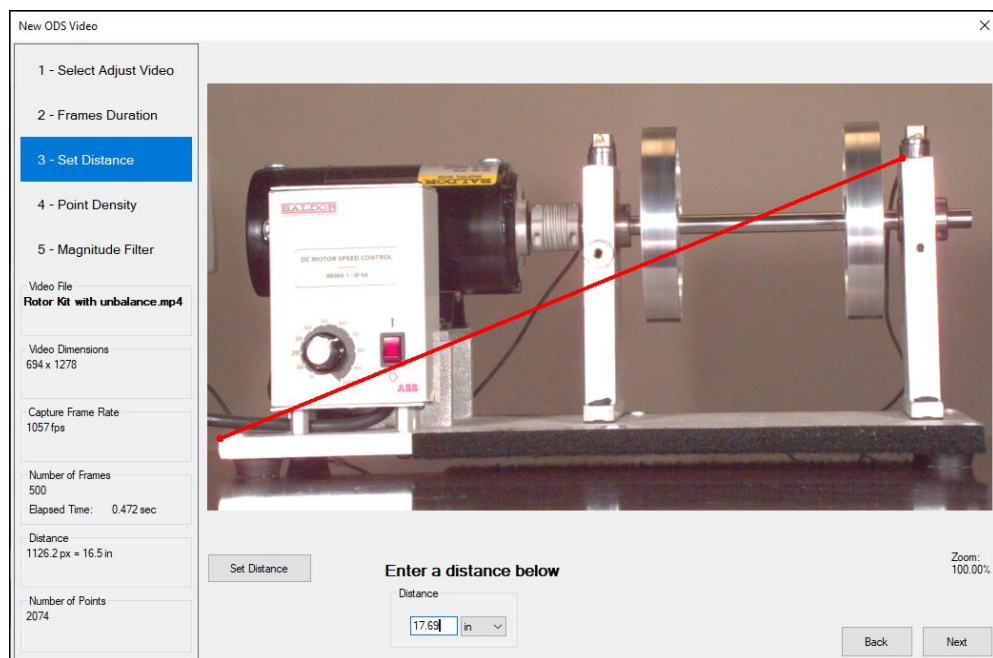 New ODS Video
1 - Select Adjust Video
2 - Frames Duration
3 - Set Distance
4 - Point Density
5 - Magnitude Filter
Video File
Rotor Kit with unbalance.mp4
Video Dimensions
694 x 1278
Capture Frame Rate
1057 fps
Number of Frames
500
Elapsed Time: 0.472 sec
Distance
1126.2 px = 16.5 in
Number of Points
2074
BALDOR
BALDOR
DC MOTOR SPEED CONTROL
NEMA 1 / IP 50
ABB
Set Distance
Enter a distance below
Distance
17.69 in
Zoom:
100.00%
Back
Next